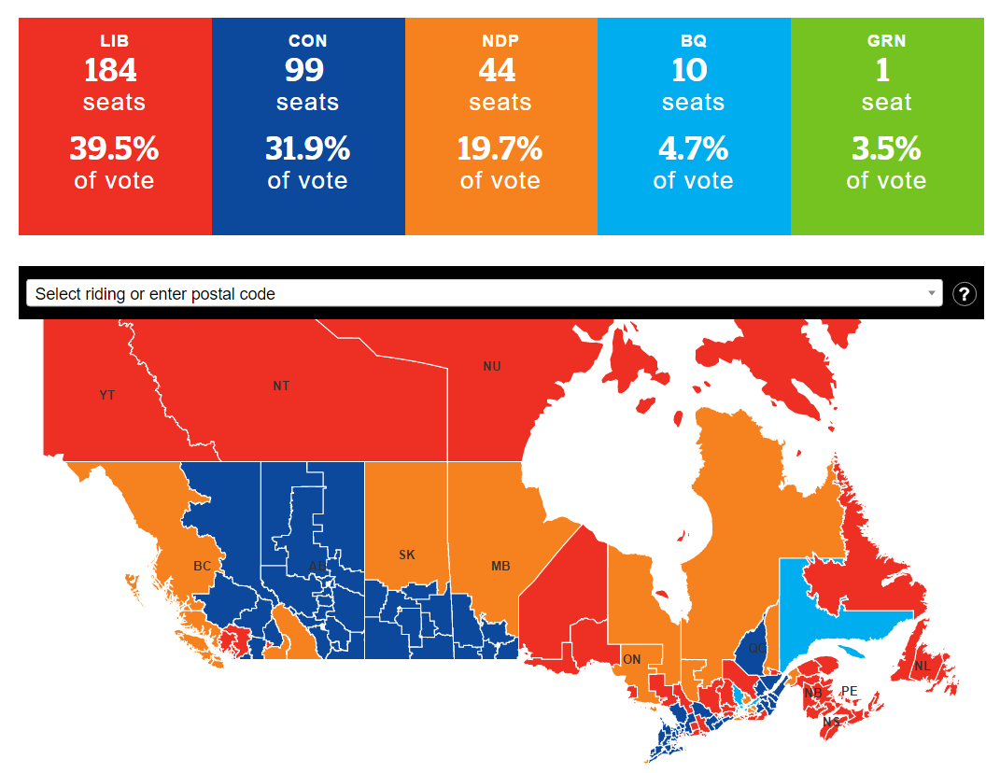 LIB
184
seats
39.5%
of vote
CON
99
seats
31.9%
of vote
NDP
44
seats
19.7%
of vote
BQ
10
seats
4.7%
of vote
GRN
1
seat
3.5%
of vote
Select riding or enter postal code
?
NU
NT
YT
SK
BC
AB
MB
QC
ON
NL
PE
NB
NS